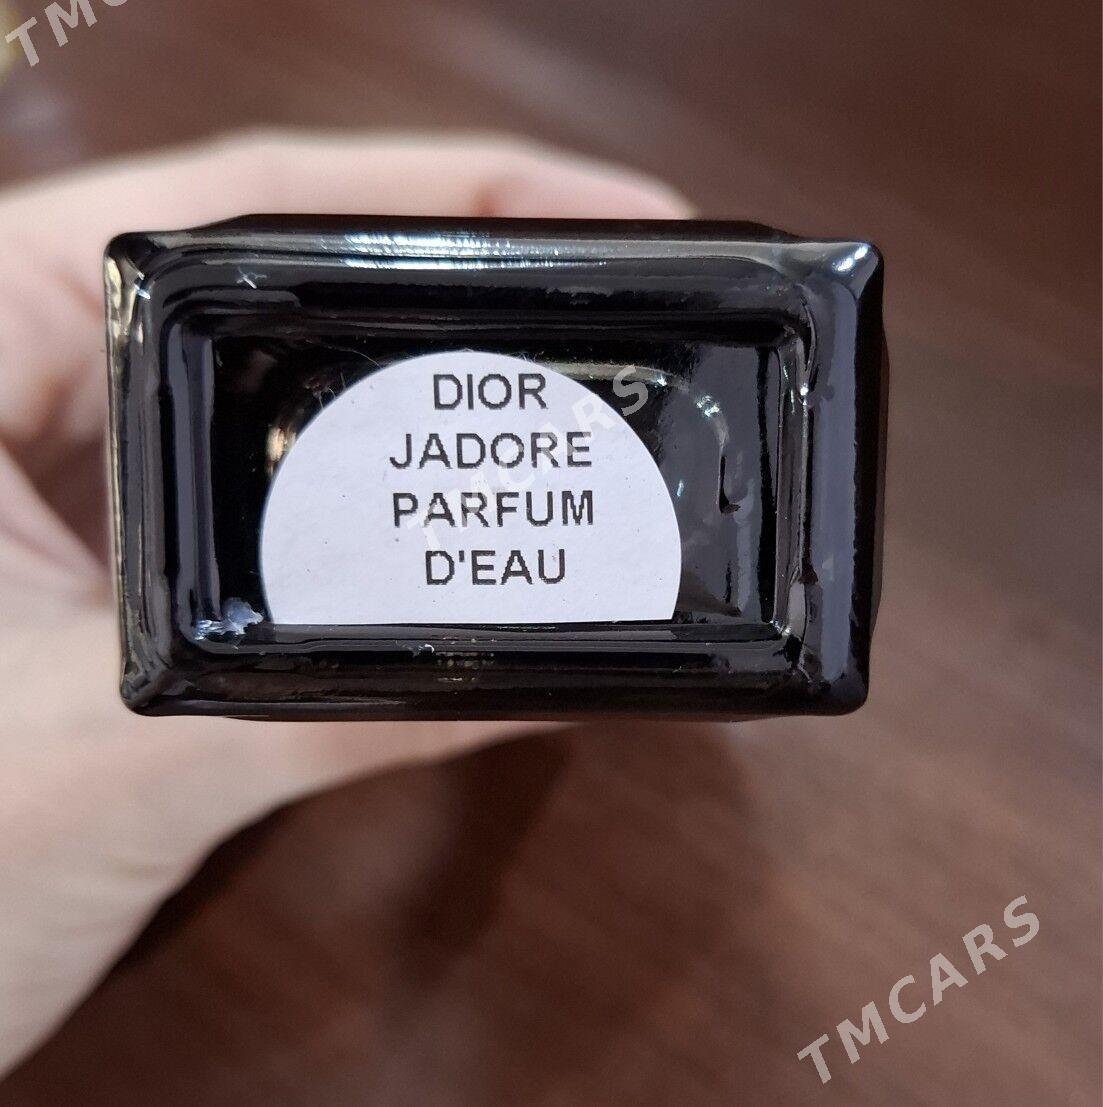 TMCARS
DIOR
JADORE
PARFUM
D'EAU
TMCARS
TMCARS